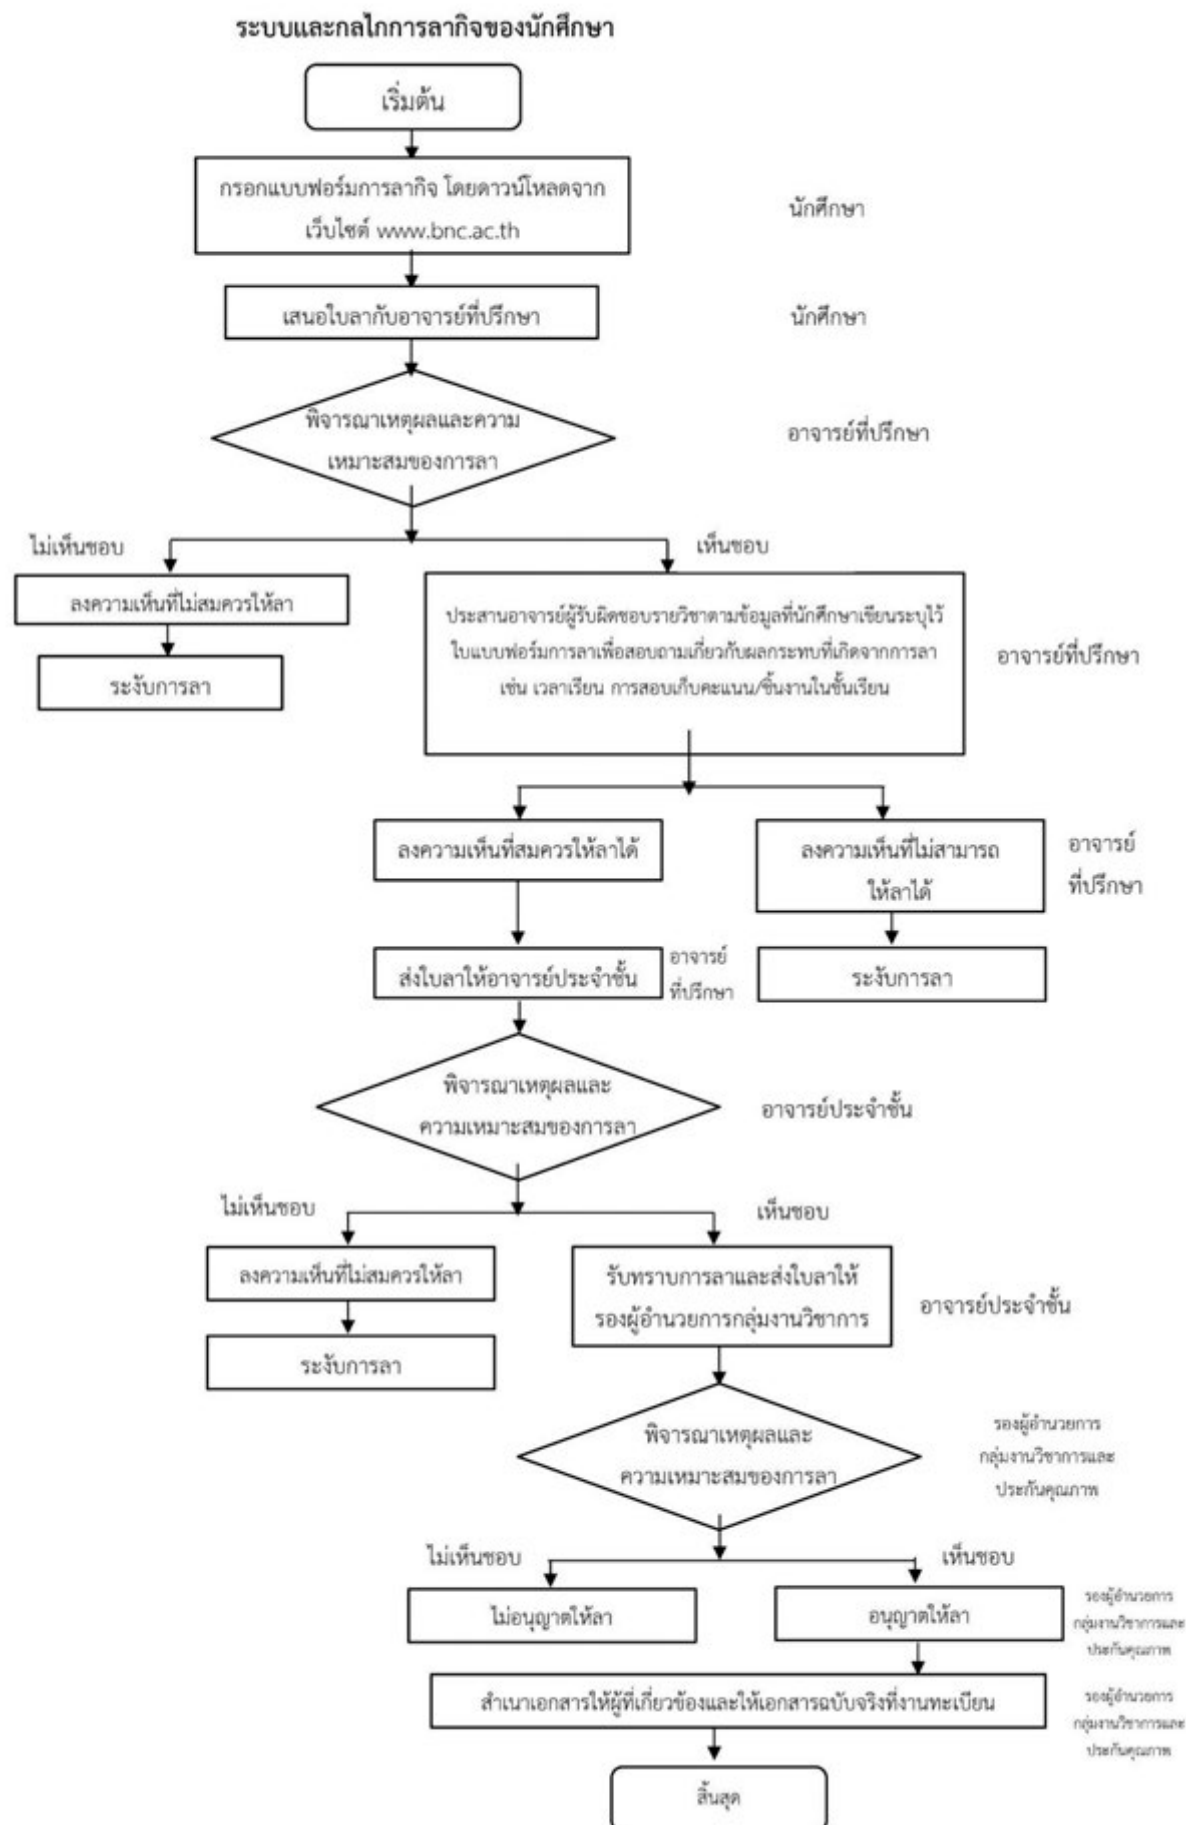 ระบบและกลไกการลากิจของนักศึกษา
เริ่มต้น
กรอกแบบฟอร์มการลากิจ โดยดาวน์โหลดจาก
เว็บไซต์ www.bnc.ac.th
นักศึกษา
เสนอใบลากับอาจารย์ที่ปรึกษา
นักศึกษา
พิจารณาเหตุผลและความ
เหมาะสมของการลา
อาจารย์ที่ปรึกษา
ไม่เห็นชอบ
เห็นชอบ
ลงความเห็นที่ไม่สมควรให้ลา
ระงับการลา
ประสานอาจารย์ผู้รับผิดชอบรายวิชาตามข้อมูลที่นักศึกษาเขียนระบุไว้
ใบแบบฟอร์มการลาเพื่อสอบถามเกี่ยวกับผลกระทบที่เกิดจากการลา
เช่น เวลาเรียน การสอบเก็บคะแนน/ชิ้นงานในชั้นเรียน
อาจารย์ที่ปรึกษา
ลงความเห็นที่สมควรให้ลาได้
ลงความเห็นที่ไม่สามารถ
ให้ลาได้
อาจารย์
ที่ปรึกษา
ส่งใบลาให้อาจารย์ประจำชั้น
อาจารย์
ที่ปรึกษา
ระงับการลา
พิจารณาเหตุผลและ
ความเหมาะสมของการลา
อาจารย์ประจำชั้น
ไม่เห็นชอบ
เห็นชอบ
ลงความเห็นที่ไม่สมควรให้ลา
ระงับการลา
รับทราบการลาและส่งใบลาให้
รองผู้อำนวยการกลุ่มงานวิชาการ
อาจารย์ประจำชั้น
พิจารณาเหตุผลและ
ความเหมาะสมของการลา
รองผู้อำนวยการ
กลุ่มงานวิชาการและ
ประกันคุณภาพ
ไม่เห็นชอบ
เห็นชอบ
ไม่อนุญาตให้ลา
อนุญาตให้ลา
รองผู้อำนวยการ
กลุ่มงานวิชาการและ
ประกันคุณภาพ
สำเนาเอกสารให้ผู้ที่เกี่ยวข้องและให้เอกสารฉบับจริงที่งานทะเบียน
รองผู้อำนวยการ
กลุ่มงานวิชาการและ
ประกันคุณภาพ
สิ้นสุด